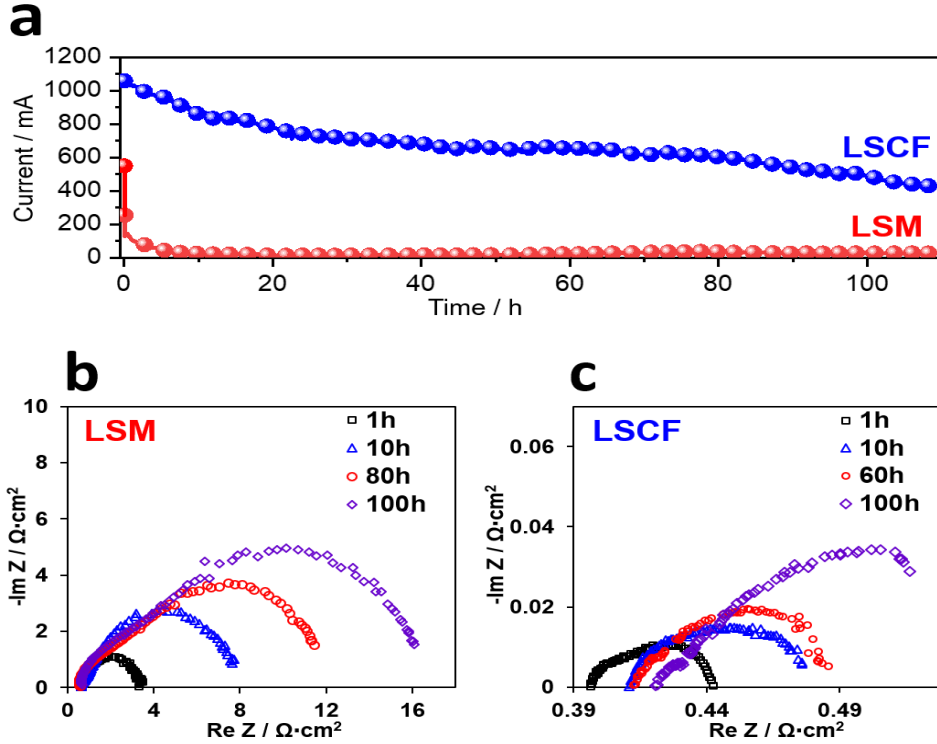 a
1200
1000
800
600
400
200
0
Current / mA
LSCF
LSM
0 20 40 60 80 100
Time / h
b
10
8
6
4
2
0
-Im Z / Ω·cm2
LSM
1h
10h
80h
100h
0 4 8 12 16
Re Z / Ω·cm2
c
0.06
0.04
0.02
0
-Im Z / Ω·cm2
LSCF
1h
10h
60h
100h
0.39 0.44 0.49
Re Z / Ω·cm2